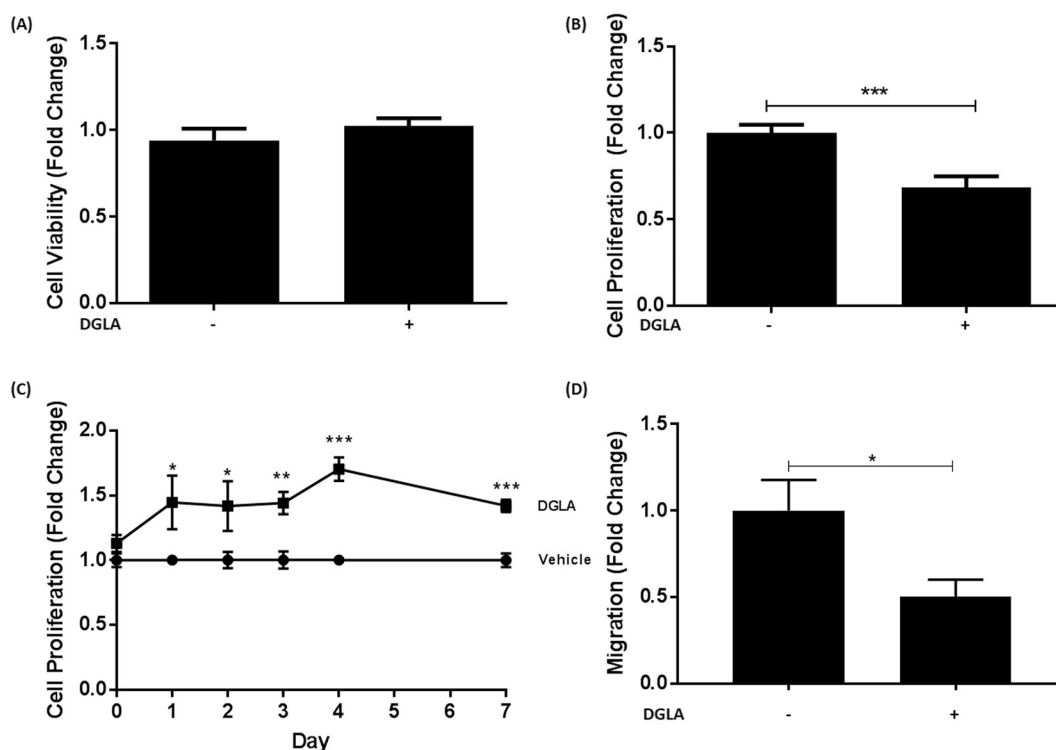 (A)
Cell Viability (Fold Change)
1.5
1.0
0.5
0.0
DGLA - +
(B)
Cell Proliferation (Fold Change)
1.5
1.0
0.5
0.0
***
DGLA - +
(C)
Cell Proliferation (Fold Change)
2.0
1.5
1.0
0.5
0.0
* * ** *** ***
DGLA
Vehicle
0 1 2 3 4 5 6 7
Day
(D)
Migration (Fold Change)
1.5
1.0
0.5
0.0
*
DGLA - +